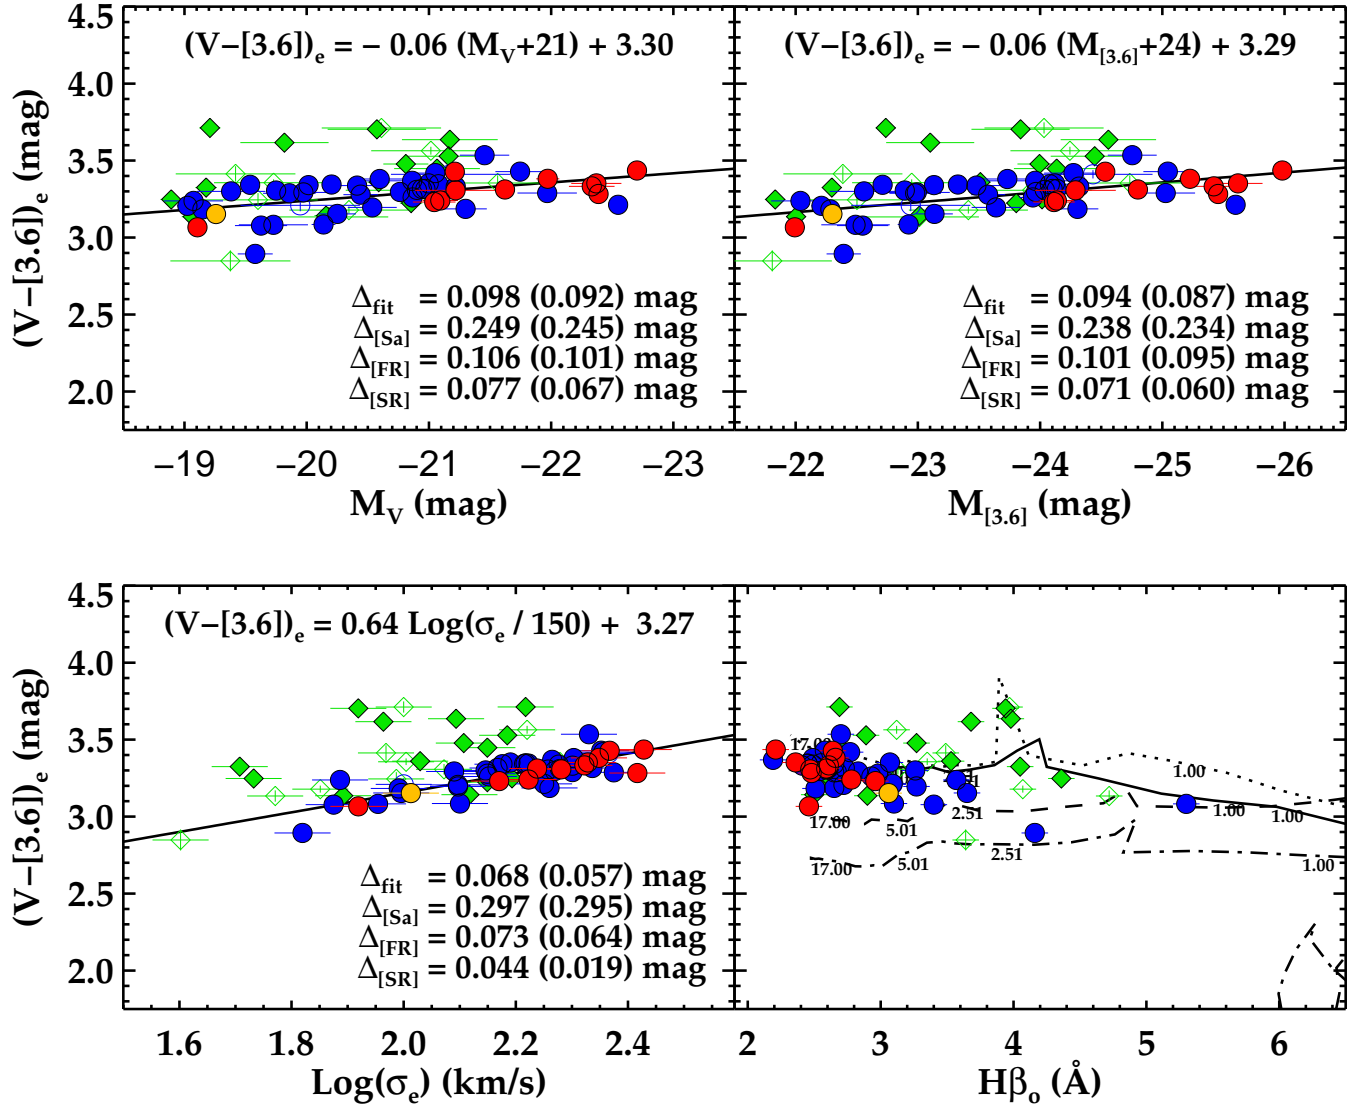 (V−[3.6])e = − 0.06 (MV+21) + 3.30
(V−[3.6])e = − 0.06 (M[3.6]+24) + 3.29
4.5
4.0
3.5
3.0
2.5
2.0
(V−[3.6])e (mag)
Δfit = 0.098 (0.092) mag
Δ[Sa] = 0.249 (0.245) mag
Δ[FR] = 0.106 (0.101) mag
Δ[SR] = 0.077 (0.067) mag
Δfit = 0.094 (0.087) mag
Δ[Sa] = 0.238 (0.234) mag
Δ[FR] = 0.101 (0.095) mag
Δ[SR] = 0.071 (0.060) mag
−19 −20 −21 −22 −23
−22 −23 −24 −25 −26
MV (mag)
M[3.6] (mag)
(V−[3.6])e = 0.64 Log(σe / 150) + 3.27
4.5
4.0
3.5
3.0
2.5
2.0
(V−[3.6])e (mag)
Δfit = 0.068 (0.057) mag
Δ[Sa] = 0.297 (0.295) mag
Δ[FR] = 0.073 (0.064) mag
Δ[SR] = 0.044 (0.019) mag
17.00
1.00
17.00 5.01 2.51 1.00 1.00
17.00 5.01 2.51 1.00
1.6 1.8 2.0 2.2 2.4
2 3 4 5 6
Log(σe) (km/s)
Hβo (Å)